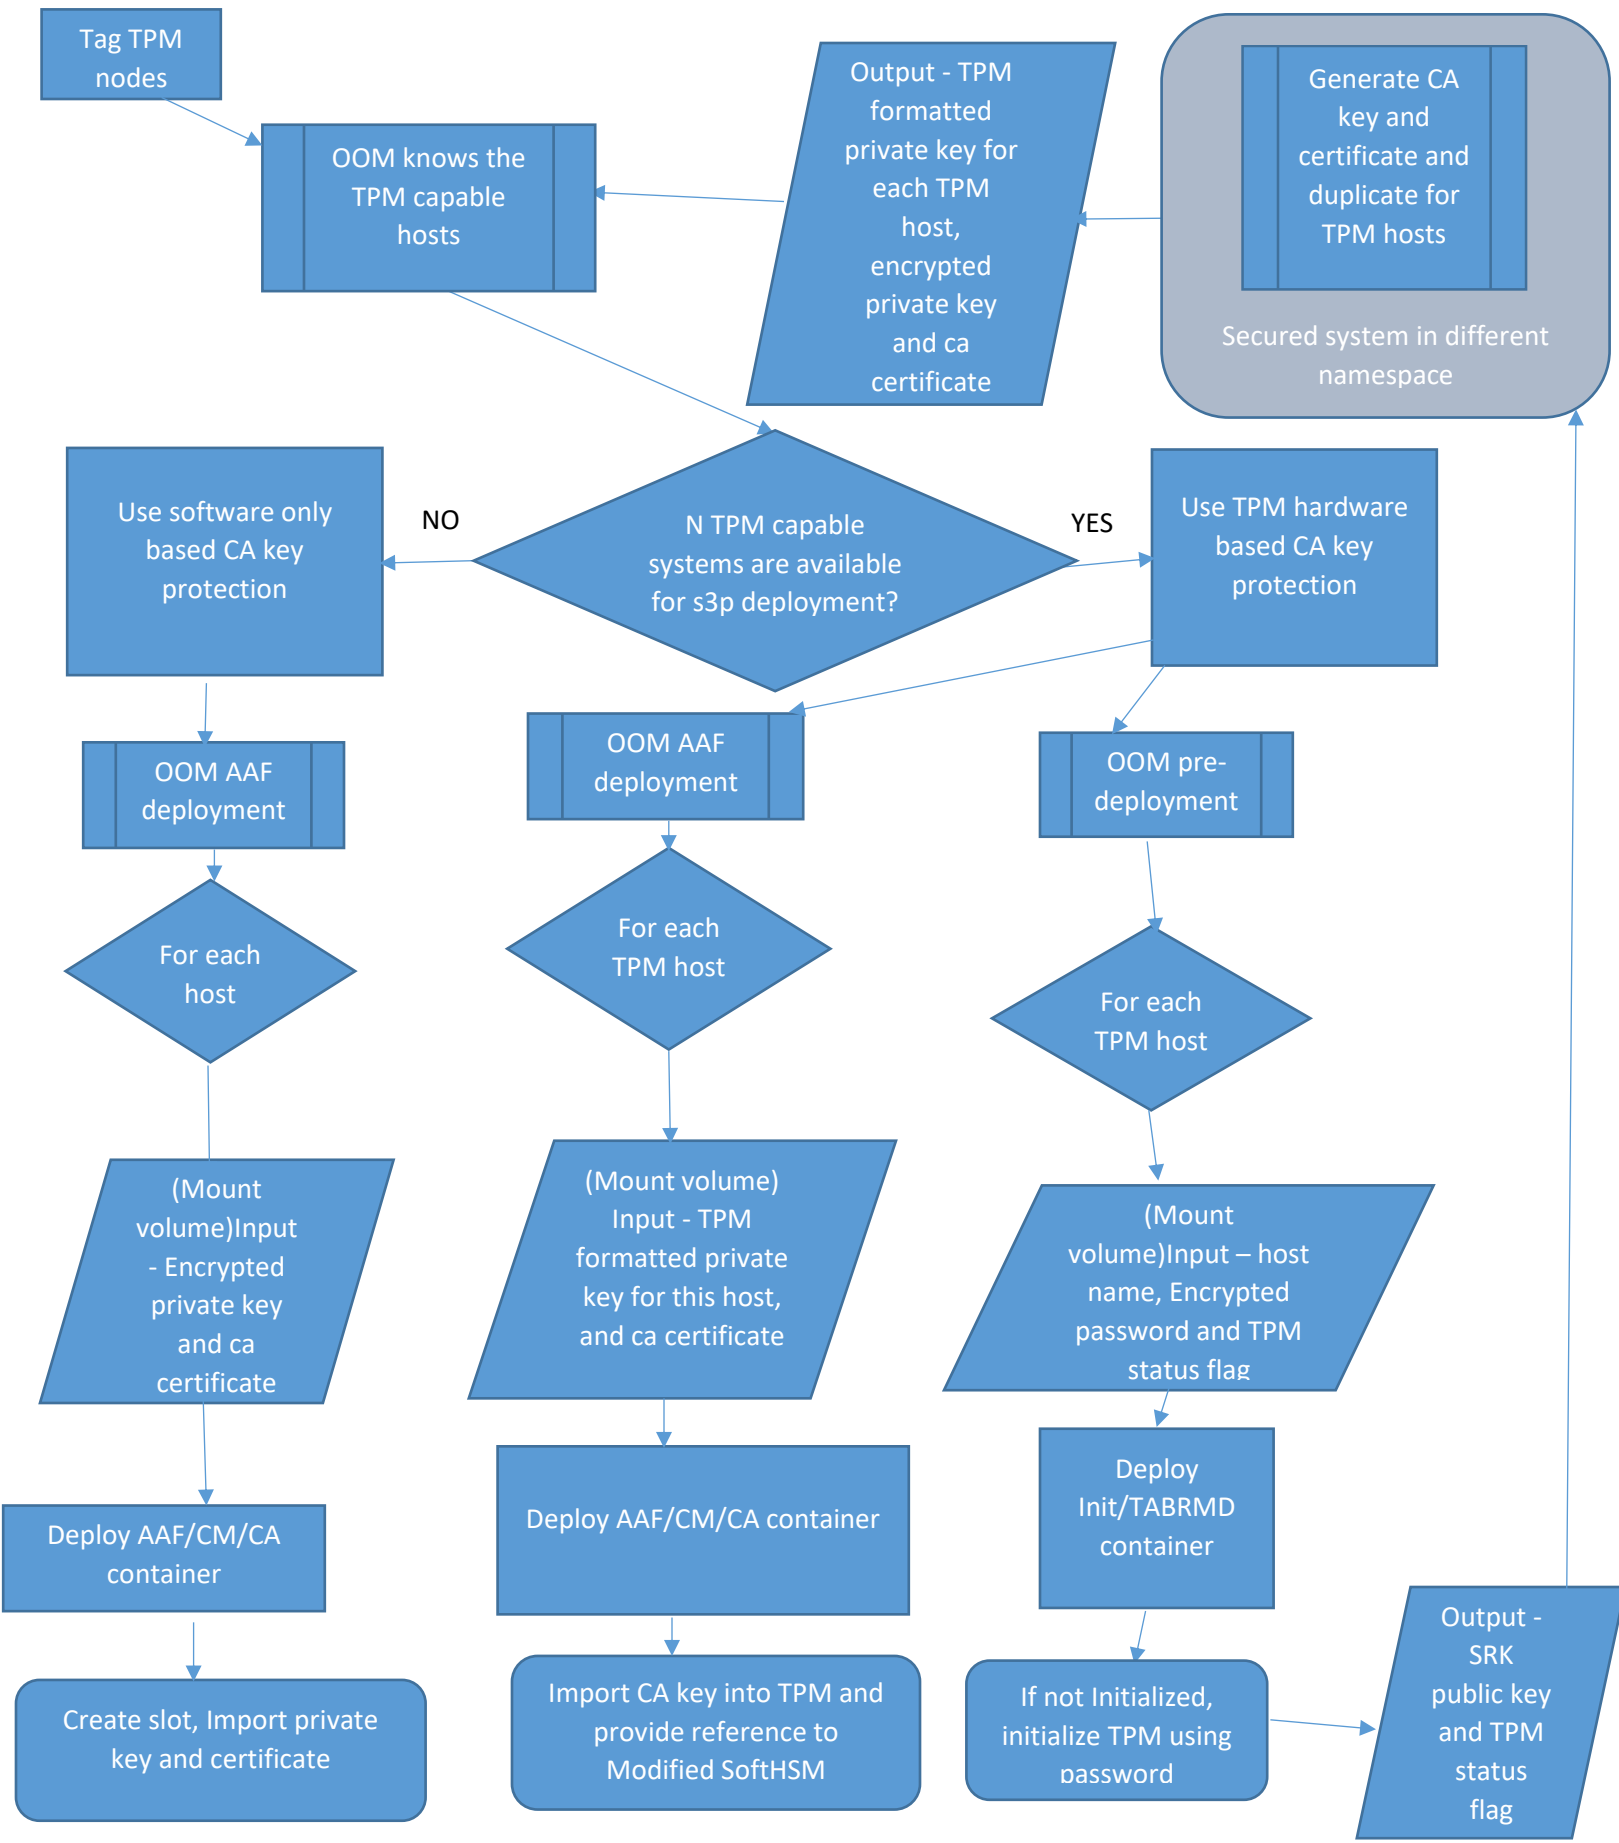 Tag TPM
nodes
OOM knows the
TPM capable
hosts
Output - TPM
formatted
private key for
each TPM
host,
encrypted
private key
and ca
certificate
Generate CA
key and
certificate and
duplicate for
TPM hosts
Secured system in different
namespace
Use software only
based CA key
protection
NO
N TPM capable
systems are available
for s3p deployment?
YES
Use TPM hardware
based CA key
protection
OOM AAF
deployment
OOM AAF
deployment
OOM pre-
deployment
For each
host
For each
TPM host
For each
TPM host
(Mount
volume)Input
- Encrypted
private key
and ca
certificate
(Mount volume)
Input - TPM
formatted private
key for this host,
and ca certificate
(Mount
volume)Input – host
name, Encrypted
password and TPM
status flag
Deploy AAF/CM/CA
container
Deploy AAF/CM/CA container
Deploy
Init/TABRMD
container
Create slot, Import private
key and certificate
Import CA key into TPM and
provide reference to
Modified SoftHSM
If not Initialized,
initialize TPM using
password
Output -
SRK
public key
and TPM
status
flag